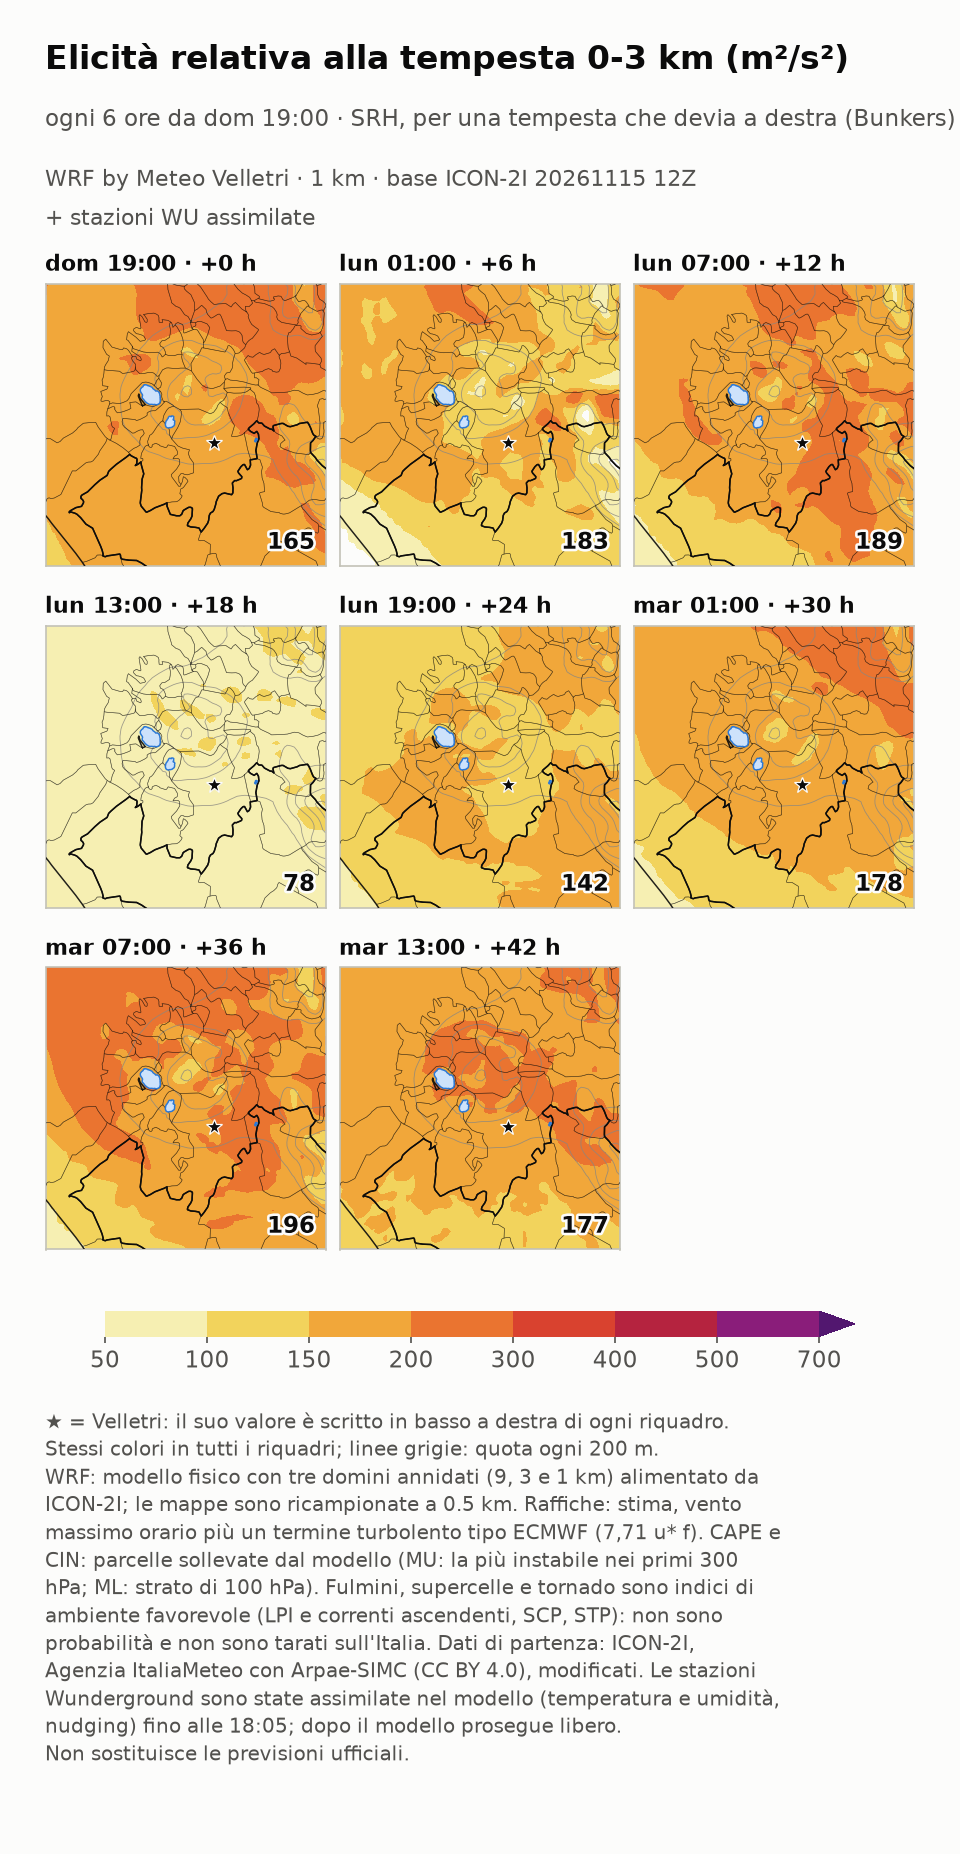 Elicità relativa alla tempesta 0-3 km (m²/s²)
ogni 6 ore da dom 19:00 · SRH, per una tempesta che devia a destra (Bunkers)
WRF by Meteo Velletri · 1 km · base ICON-2I 20261115 12Z
+ stazioni WU assimilate
dom 19:00 · +0 h
lun 01:00 · +6 h
lun 07:00 · +12 h
165
183
189
lun 13:00 · +18 h
lun 19:00 · +24 h
mar 01:00 · +30 h
78
142
178
mar 07:00 · +36 h
mar 13:00 · +42 h
196
177
50 100 150 200 300 400 500 700
★ = Velletri: il suo valore è scritto in basso a destra di ogni riquadro.
Stessi colori in tutti i riquadri; linee grigie: quota ogni 200 m.
WRF: modello fisico con tre domini annidati (9, 3 e 1 km) alimentato da
ICON-2I; le mappe sono ricampionate a 0.5 km. Raffiche: stima, vento
massimo orario più un termine turbolento tipo ECMWF (7,71 u* f). CAPE e
CIN: parcelle sollevate dal modello (MU: la più instabile nei primi 300
hPa; ML: strato di 100 hPa). Fulmini, supercelle e tornado sono indici di
ambiente favorevole (LPI e correnti ascendenti, SCP, STP): non sono
probabilità e non sono tarati sull'Italia. Dati di partenza: ICON-2I,
Agenzia ItaliaMeteo con Arpae-SIMC (CC BY 4.0), modificati. Le stazioni
Wunderground sono state assimilate nel modello (temperatura e umidità,
nudging) fino alle 18:05; dopo il modello prosegue libero.
Non sostituisce le previsioni ufficiali.